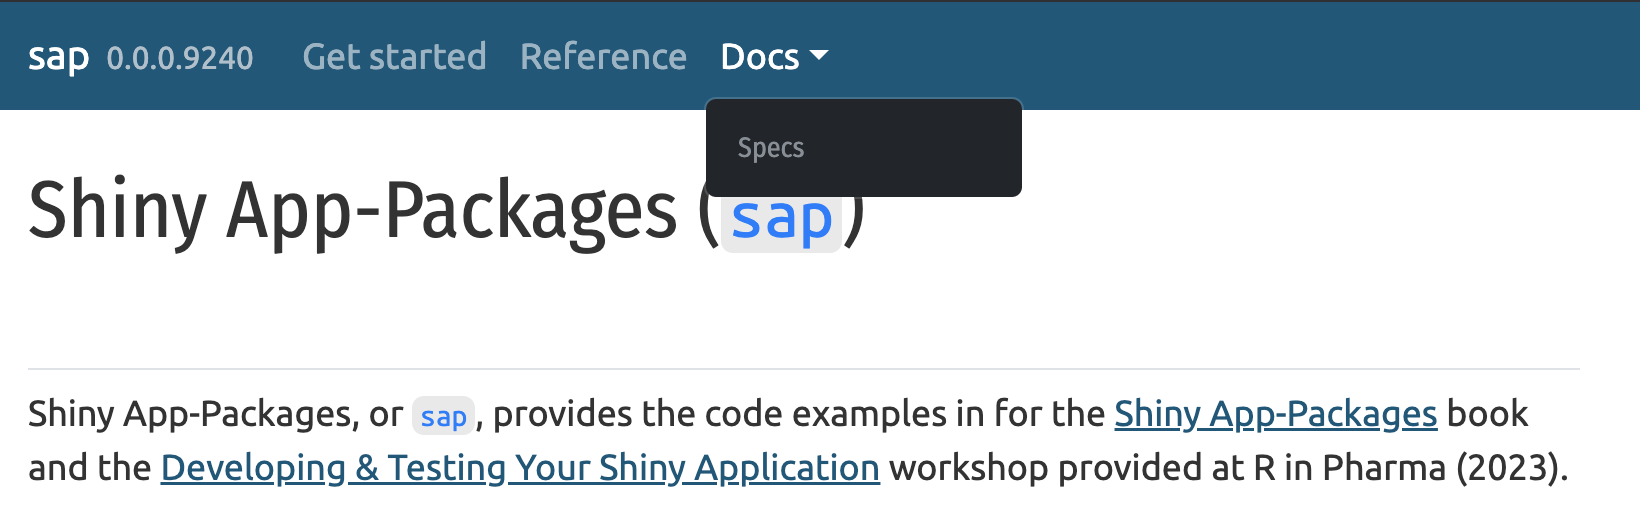 sap 0.0.0.9240 Get started Reference Docs
Specs
Shiny App-Packages (sap)
Shiny App-Packages, or sap, provides the code examples in for the Shiny App-Packages book
and the Developing & Testing Your Shiny Application workshop provided at R in Pharma (2023).